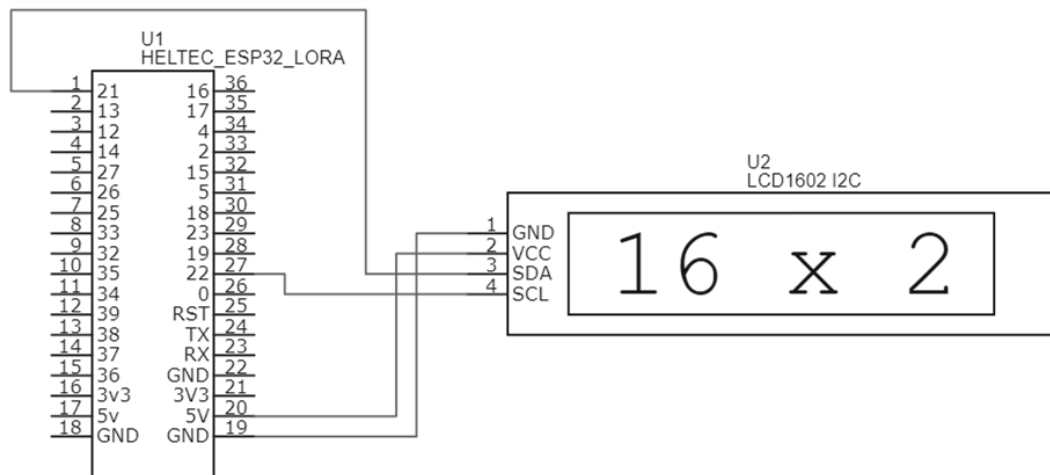 U1
HELTEC_ESP32_LORA
1 21 16 36
2 13 17 35
3 12 4 34
4 14 2 33
5 27 15 32
6 26 5 31
7 25 18 30
8 33 23 29
9 32 19 28
10 35 22 27
11 34 0 26
12 39 RST 25
13 38 TX 24
14 37 RX 23
15 36 GND 22
16 3v3 3V3 21
17 5v 5V 20
18 GND GND 19
U2
LCD1602 I2C
1 GND
2 VCC
3 SDA
4 SCL
16 x 2